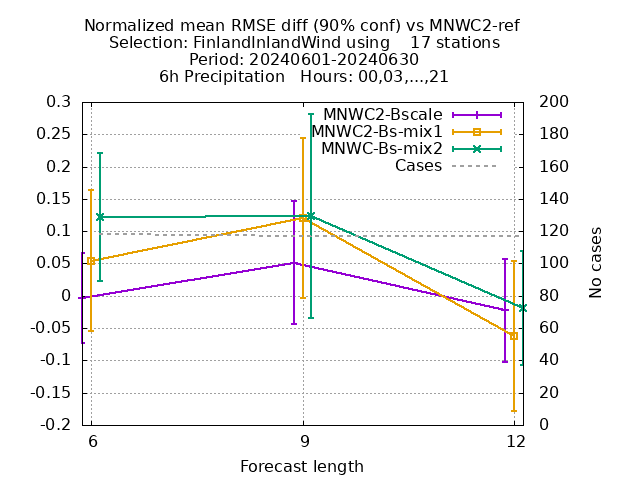 Normalized mean RMSE diff (90% conf) vs MNWC2-ref
Selection: FinlandInlandWind using    17 stations
Period: 20240601-20240630
6h Precipitation   Hours: 00,03,...,21
MNWC2-Bscale
MNWC2-Bs-mix1
MNWC-Bs-mix2
Cases
0.3
0.25
0.2
0.15
0.1
0.05
0
-0.05
-0.1
-0.15
-0.2
200
180
160
140
120
100
80
60
40
20
0
No cases
6
9
12
Forecast length